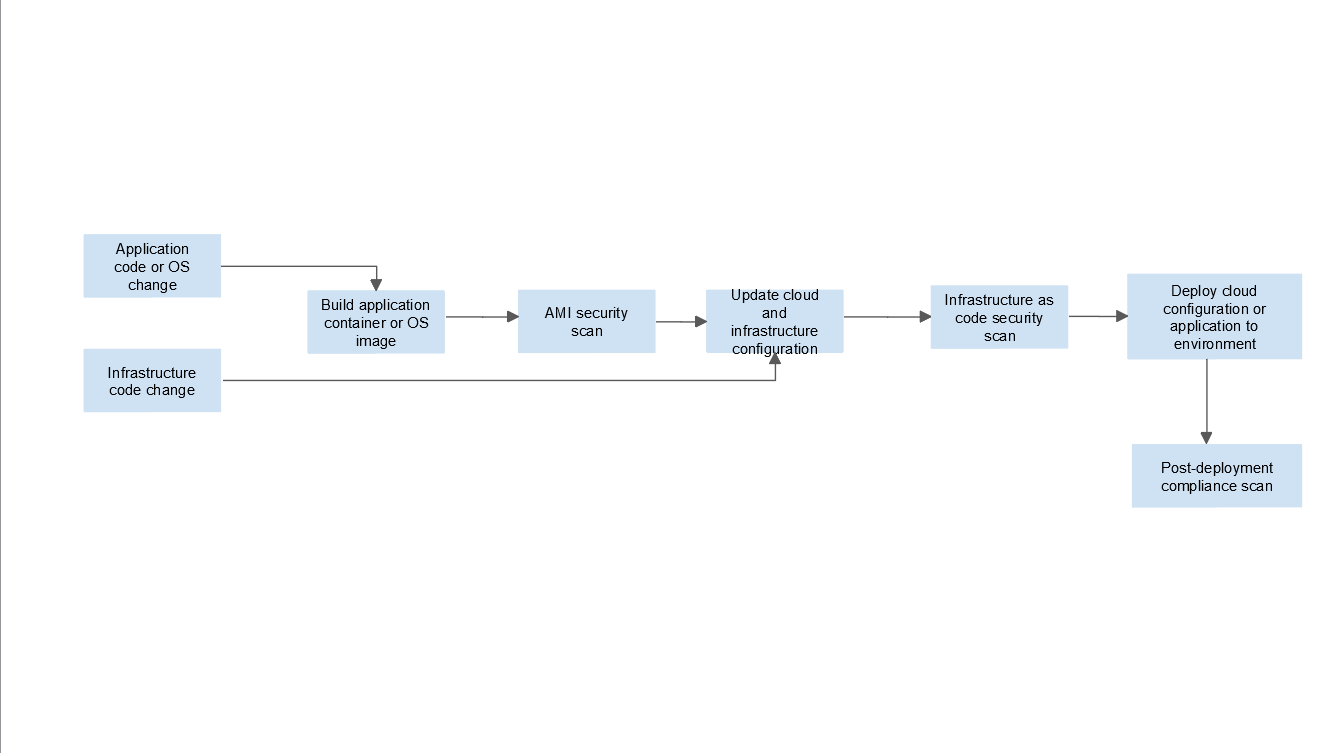 Application
code or OS
change
Build application
container or OS
image
AMI security
scan
Update cloud
and
infrastructure
configuration
Infrastructure as
code security
scan
Deploy cloud
configuration or
application to
environment
Infrastructure
code change
Post-deployment
compliance scan